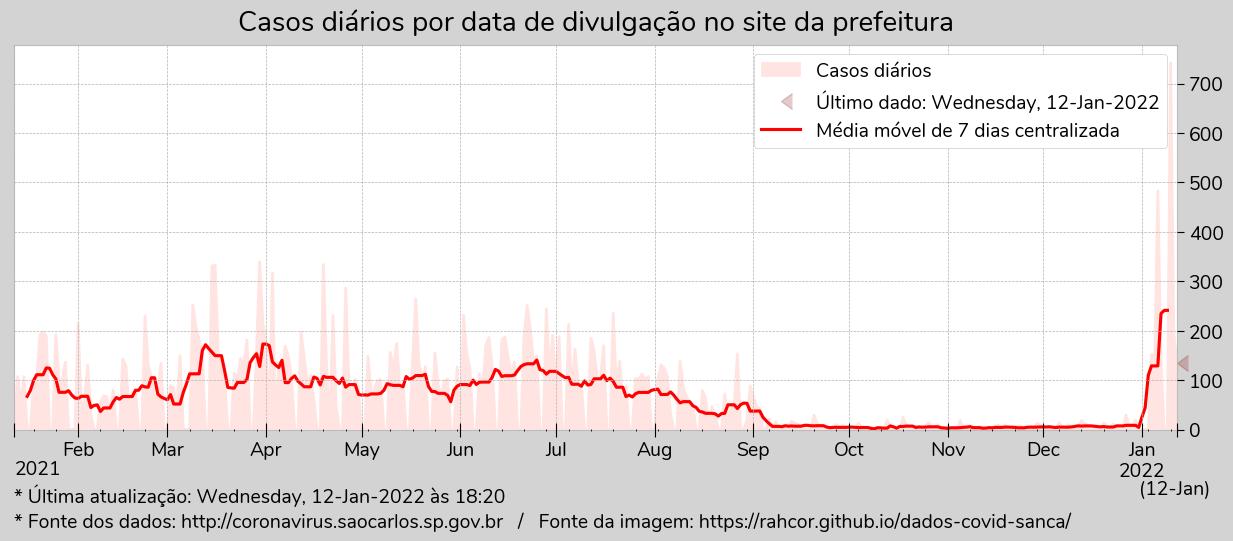 Casos diários por data de divulgação no site da prefeitura
Casos diários
Último dado: Wednesday, 12-Jan-2022
Média móvel de 7 dias centralizada
700
600
500
400
300
200
100
0
Feb Mar Apr May Jun Jul Aug Sep Oct Nov Dec Jan
2021 2022
(12-Jan)
* Última atualização: Wednesday, 12-Jan-2022 às 18:20
* Fonte dos dados: http://coronavirus.saocarlos.sp.gov.br / Fonte da imagem: https://rahcor.github.io/dados-covid-sanca/